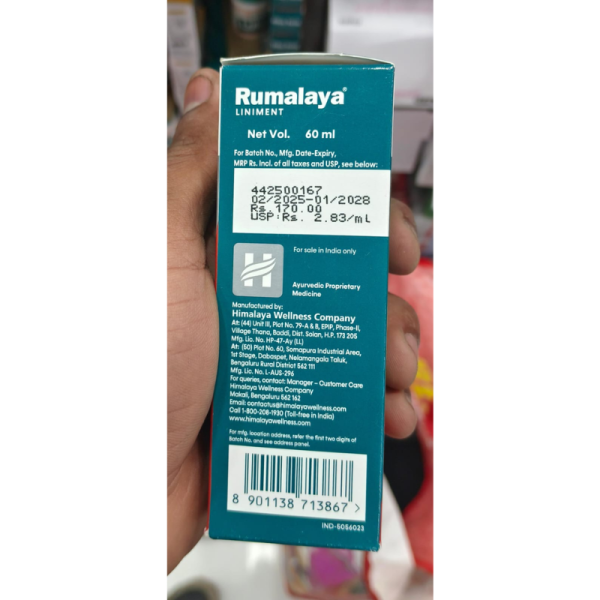 Rumalaya®
LINIMENT
Net Vol. 60 ml
For Batch No., Mfg. Date-Expiry,
MRP Rs. Incl. of all taxes and USP, see below:
442500167
02/2025-01/2028
Rs. 170.00
USP:Rs. 2.83/ml
For sale in India only
Ayurvedic Proprietary
Medicine
Manufactured by:
Himalaya Wellness Company
At: (44) Unit III, Plot No. 79-A & B, EPIP, Phase-II,
Village Thana, Baddi, Dist. Solan, H.P. 173 205
Mfg. Lic. No. HP-47-Ay (LL)
At: (50) Plot No. 60, Somapura Industrial Area,
1st Stage, Dabaspet, Nelamangala Taluk,
Bengaluru Rural District 562 111
Mfg. Lic. No. L-AUS-296
For queries, contact: Manager – Customer Care
Himalaya Wellness Company
Makali, Bengaluru 562 162
Email: contactus@himalayawellness.com
Call 1-800-208-1930 (Toll-free in India)
www.himalayawellness.com
For mfg. location address, refer the first two digits of
Batch No. and see address panel.
8 901138 713867 >
IND-5056023